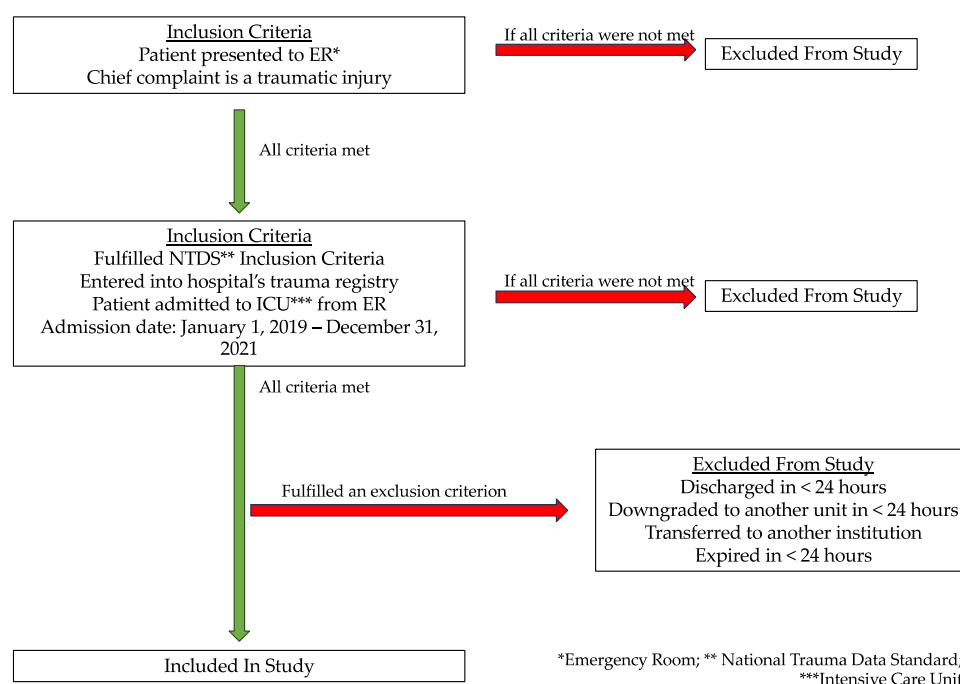 Inclusion Criteria
Patient presented to ER*
Chief complaint is a traumatic injury
If all criteria were not met
Excluded From Study
All criteria met
Inclusion Criteria
Fulfilled NTDS** Inclusion Criteria
Entered into hospital's trauma registry
Patient admitted to ICU*** from ER
Admission date: January 1, 2019 – December 31,
2021
If all criteria were not met
Excluded From Study
All criteria met
Fulfilled an exclusion criterion
Excluded From Study
Discharged in < 24 hours
Downgraded to another unit in < 24 hours
Transferred to another institution
Expired in < 24 hours
Included In Study
*Emergency Room; ** National Trauma Data Standard;
***Intensive Care Unit